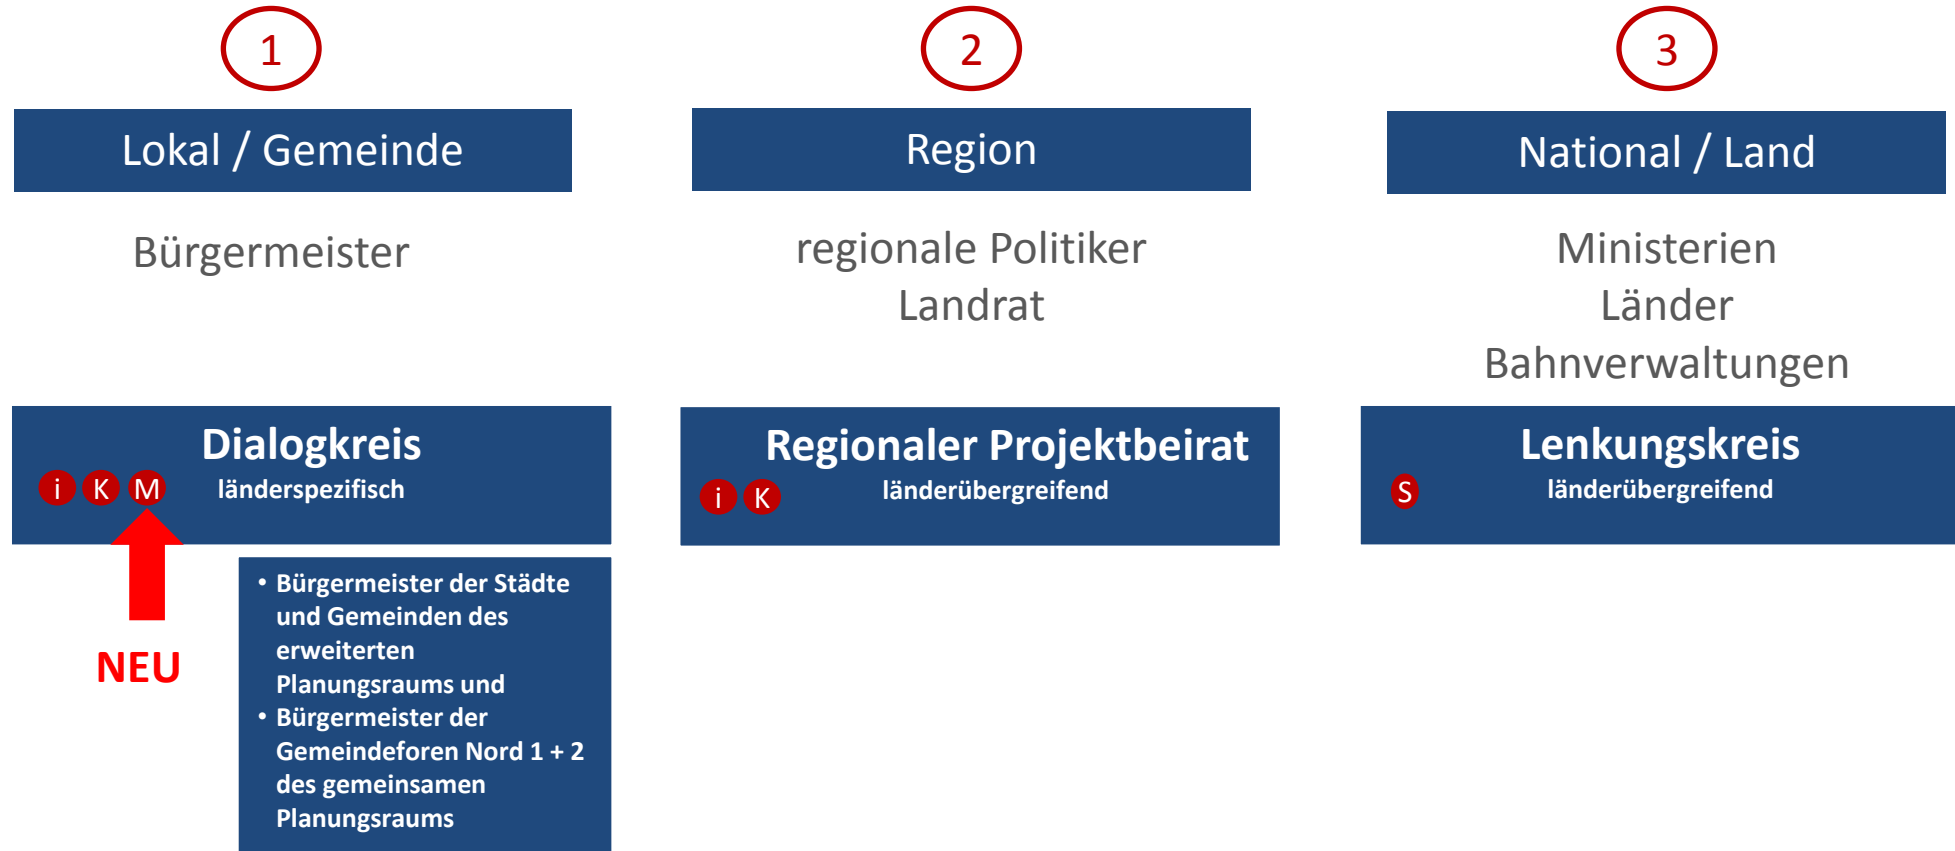 1
Lokal / Gemeinde
Bürgermeister
Dialogkreis
länderspezifisch
i K M
NEU
• Bürgermeister der Städte
und Gemeinden des
erweiterten
Planungsraums und
• Bürgermeister der
Gemeindeforen Nord 1 + 2
des gemeinsamen
Planungsraums
2
Region
regionale Politiker
Landrat
Regionaler Projektbeirat
länderübergreifend
i K
3
National / Land
Ministerien
Länder
Bahnverwaltungen
Lenkungskreis
länderübergreifend
S